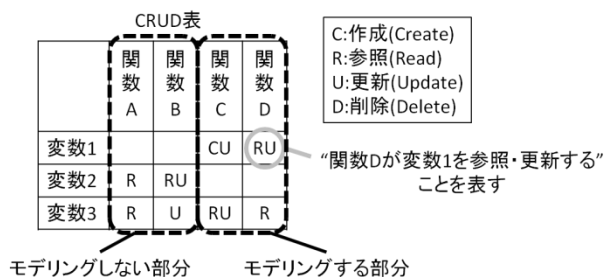 CRUD表
関数A 関数B 関数C 関数D
変数1 CU RU
変数2 R RU
変数3 R U RU R
C:作成(Create)
R:参照(Read)
U:更新(Update)
D:削除(Delete)
“関数Dが変数1を参照・更新する”
ことを表す
モデリングしない部分
モデリングする部分